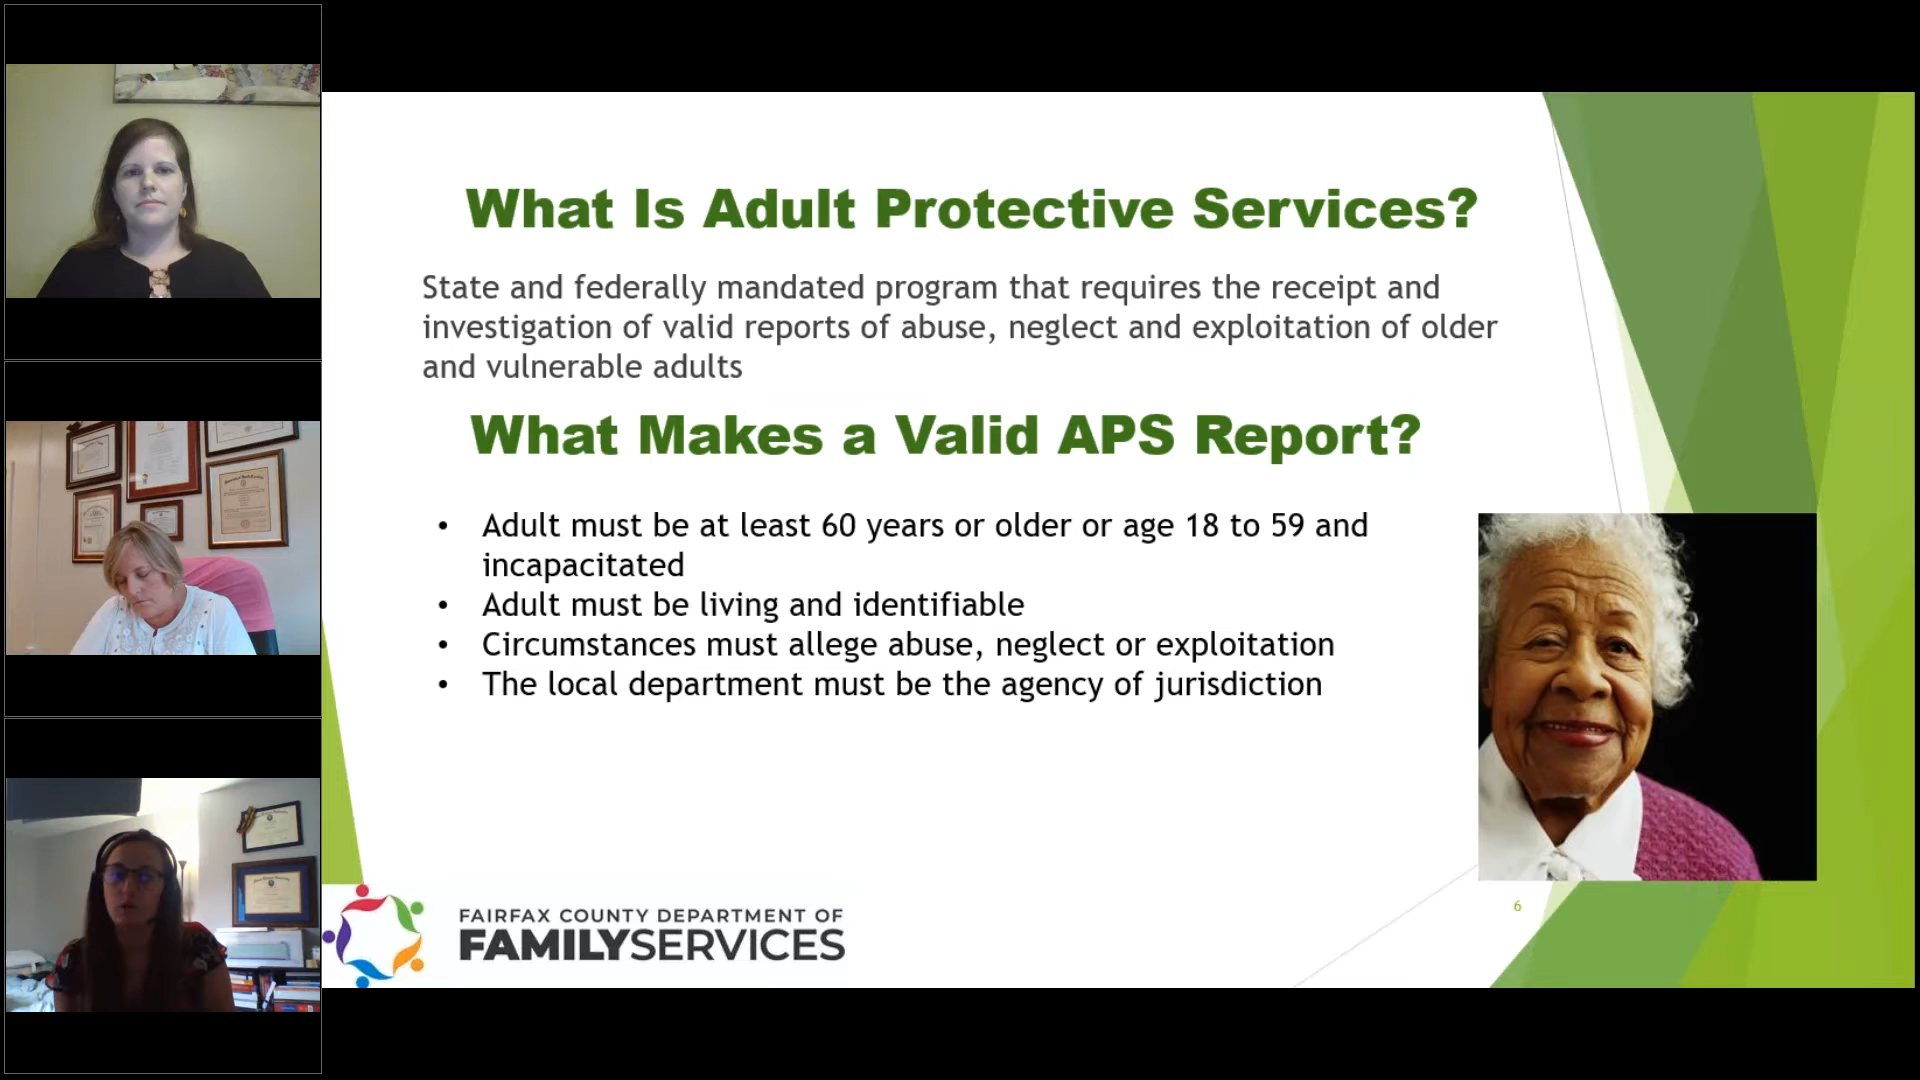 What Is Adult Protective Services?
State and federally mandated program that requires the receipt and
investigation of valid reports of abuse, neglect and exploitation of older
and vulnerable adults
What Makes a Valid APS Report?
• Adult must be at least 60 years or older or age 18 to 59 and
incapacitated
• Adult must be living and identifiable
• Circumstances must allege abuse, neglect or exploitation
• The local department must be the agency of jurisdiction
6
FAIRFAX COUNTY DEPARTMENT OF
FAMILYSERVICES